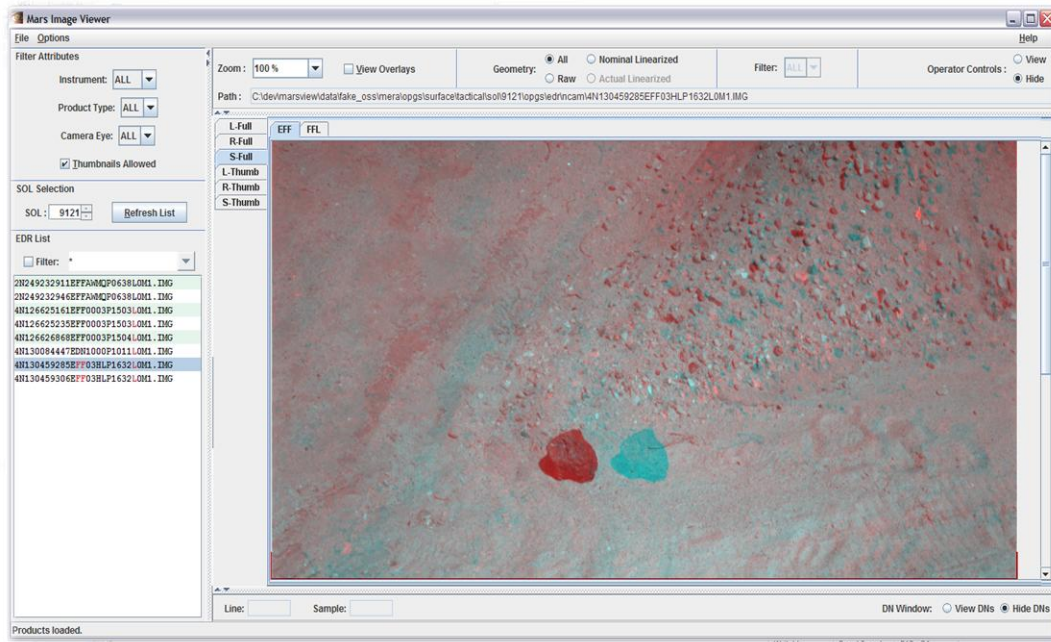 Mars Image Viewer
File Options Help
Filter Attributes
Instrument: ALL
Product Type: ALL
Camera Eye: ALL
Thumbnails Allowed
SOL Selection
SOL: 9121 Refresh List
EDR List
Filter: *
2N249232911EFFAWMQP0638L0M1.IMG
2N249232946EFFAWMQP0638L0M1.IMG
4N126625161EFF0003P1503L0M1.IMG
4N126625235EFF0003P1503L0M1.IMG
4N126626868EFF0003P1504L0M1.IMG
4N130084447EDN1000P1011L0M1.IMG
4N130459285EFF03HLP1632L0M1.IMG
4N130459306EFF03HLP1632L0M1.IMG
Zoom: 100 % View Overlays
Geometry: All Nominal Linearized
Raw Actual Linearized
Filter: ALL
Operator Controls: View
Hide
Path: C:\dev\marsview\data\fake_oss\mera\opgs\surface\tactical\sol\9121\opgs\edr\ncam\4N130459285EFF03HLP1632L0M1.IMG
L-Full
R-Full
S-Full
L-Thumb
R-Thumb
S-Thumb
EFF FFL
Line: Sample: DN Window: View DNs Hide DNs
Products loaded.